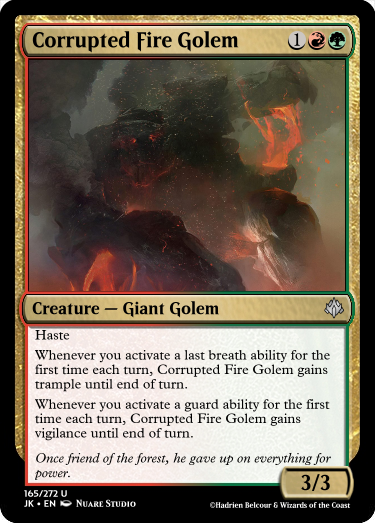 Corrupted Fire Golem 1
Creature — Giant Golem
Haste
Whenever you activate a last breath ability for the
first time each turn, Corrupted Fire Golem gains
trample until end of turn.
Whenever you activate a guard ability for the first
time each turn, Corrupted Fire Golem gains
vigilance until end of turn.
Once friend of the forest, he gave up on everything for
power.
3/3
165/272 U
JK • EN Nuare Studio
©Hadrien Belcour & Wizards of the Coast